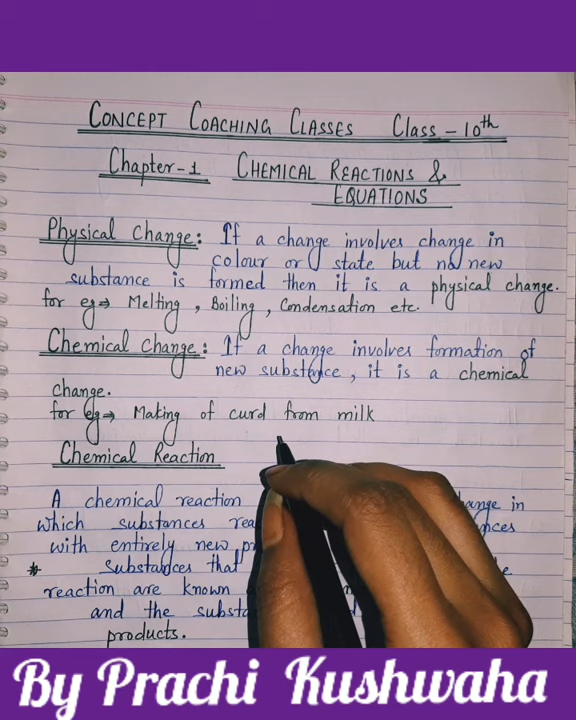 CONCEPT COACHING CLASSES Class - 10th
Chapter-1 CHEMICAL REACTIONS &
EQUATIONS
Physical Change: If a change involves change in
colour or state but no new
substance is formed then it is a physical change.
for eg⇒ Melting, Boiling, Condensation etc.
Chemical Change: If a change involves formation of
new substance, it is a chemical
change.
for eg⇒ Making of curd from milk
Chemical Reaction
A chemical reaction in
which substances
with entirely new
* substances that
reaction are known
and the
products.
By Prachi Kushwaha